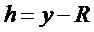 h = y − R